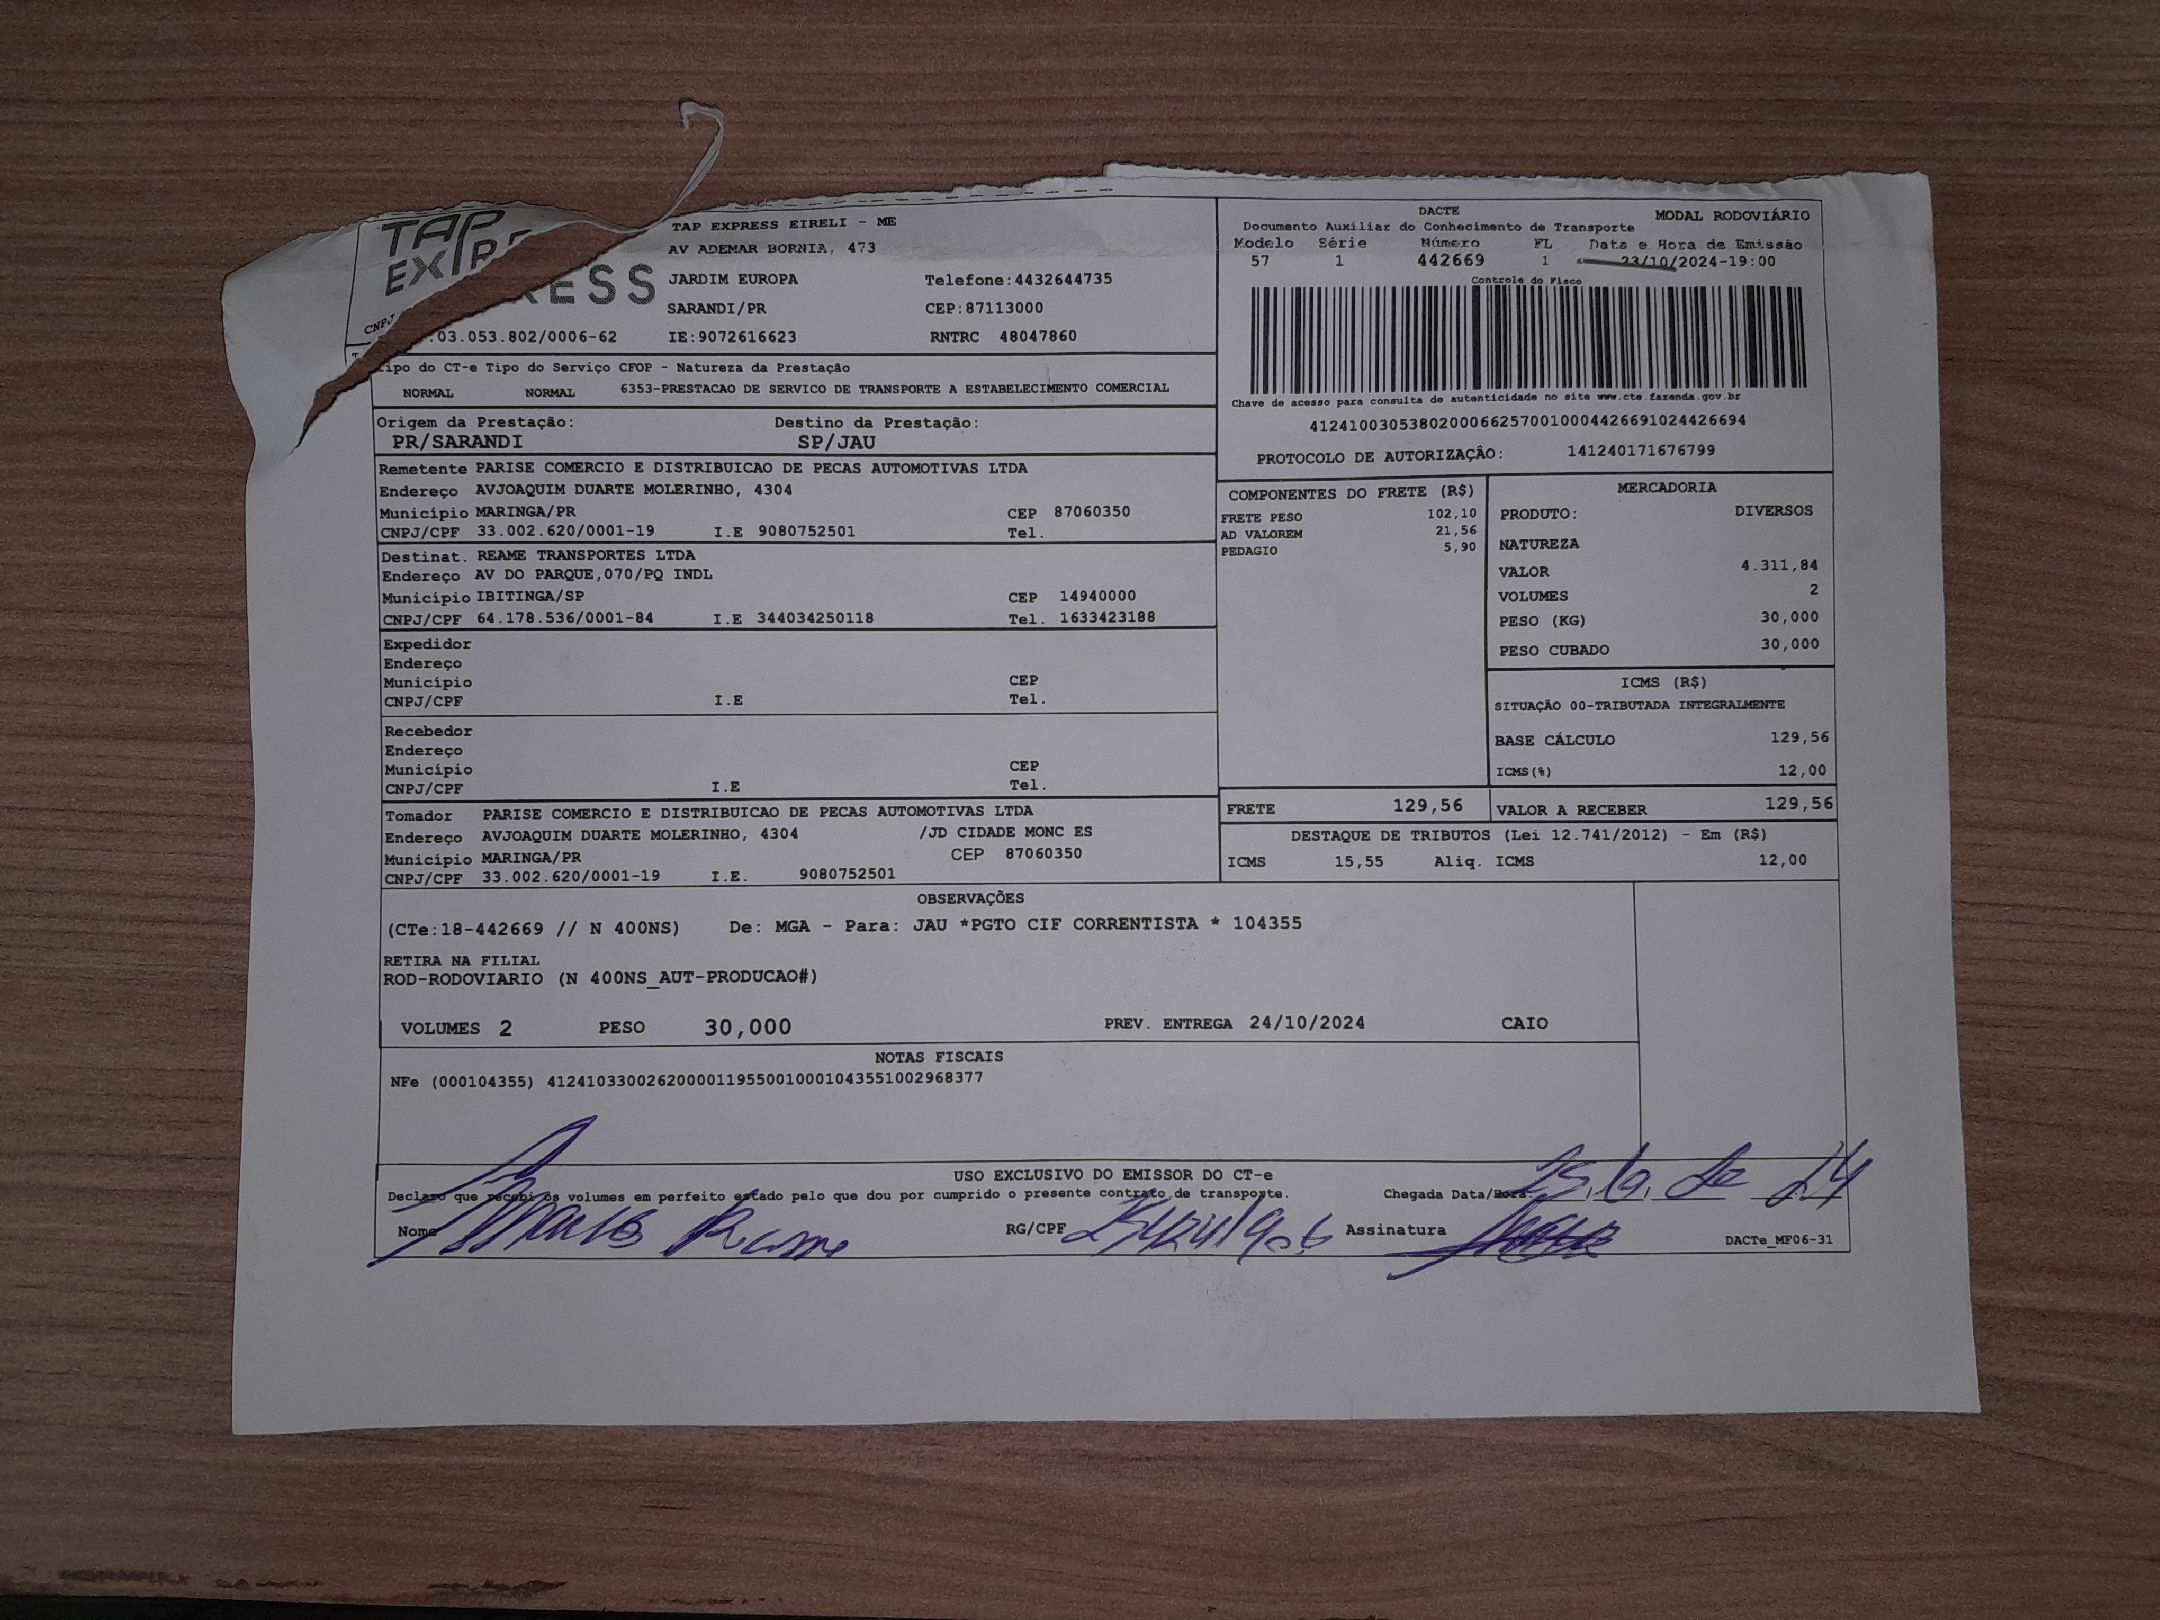 TAP
EXPRESS
TAP EXPRESS EIRELI - ME
AV ADEMAR BORNIA, 473
JARDIM EUROPA Telefone:4432644735
SARANDI/PR CEP:87113000
CNPJ .03.053.802/0006-62 IE:9072616623 RNTRC 48047860
DACTE MODAL RODOVIÁRIO
Documento Auxiliar do Conhecimento de Transporte
Modelo Série Número FL Data e Hora de Emissão
57 1 442669 1 23/10/2024-19:00
Controle do Fisco
Chave de acesso para consulta de autenticidade no site www.cte.fazenda.gov.br
41241003053802000662570010004426691024426694
PROTOCOLO DE AUTORIZAÇÃO: 141240171676799
Tipo do CT-e Tipo do Serviço CFOP - Natureza da Prestação
NORMAL NORMAL 6353-PRESTACAO DE SERVICO DE TRANSPORTE A ESTABELECIMENTO COMERCIAL
Origem da Prestação: Destino da Prestação:
PR/SARANDI SP/JAU
Remetente PARISE COMERCIO E DISTRIBUICAO DE PECAS AUTOMOTIVAS LTDA
Endereço AVJOAQUIM DUARTE MOLERINHO, 4304
Município MARINGA/PR CEP 87060350
CNPJ/CPF 33.002.620/0001-19 I.E 9080752501 Tel.
Destinat. REAME TRANSPORTES LTDA
Endereço AV DO PARQUE,070/PQ INDL
Município IBITINGA/SP CEP 14940000
CNPJ/CPF 64.178.536/0001-84 I.E 344034250118 Tel. 1633423188
Expedidor
Endereço
Município CEP
CNPJ/CPF I.E Tel.
Recebedor
Endereço
Município CEP
CNPJ/CPF I.E Tel.
Tomador PARISE COMERCIO E DISTRIBUICAO DE PECAS AUTOMOTIVAS LTDA
Endereço AVJOAQUIM DUARTE MOLERINHO, 4304 /JD CIDADE MONC ES
Município MARINGA/PR CEP 87060350
CNPJ/CPF 33.002.620/0001-19 I.E. 9080752501
COMPONENTES DO FRETE (R$)
FRETE PESO 102,10
AD VALOREM 21,56
PEDAGIO 5,90
MERCADORIA
PRODUTO: DIVERSOS
NATUREZA
VALOR 4.311,84
VOLUMES 2
PESO (KG) 30,000
PESO CUBADO 30,000
ICMS (R$)
SITUAÇÃO 00-TRIBUTADA INTEGRALMENTE
BASE CÁLCULO 129,56
ICMS(%) 12,00
FRETE 129,56 VALOR A RECEBER 129,56
DESTAQUE DE TRIBUTOS (Lei 12.741/2012) - Em (R$)
ICMS 15,55 Aliq. ICMS 12,00
OBSERVAÇÕES
(CTe:18-442669 // N 400NS) De: MGA - Para: JAU *PGTO CIF CORRENTISTA * 104355
RETIRA NA FILIAL
ROD-RODOVIARIO (N 400NS_AUT-PRODUCAO#)
VOLUMES 2 PESO 30,000 PREV. ENTREGA 24/10/2024 CAIO
NOTAS FISCAIS
NFe (000104355) 41241033002620000119550010001043551002968377
USO EXCLUSIVO DO EMISSOR DO CT-e
Declaro que recebi os volumes em perfeito estado pelo que dou por cumprido o presente contrato de transporte. Chegada Data/Hora
Nome RG/CPF Assinatura
DACTe_MF06-31